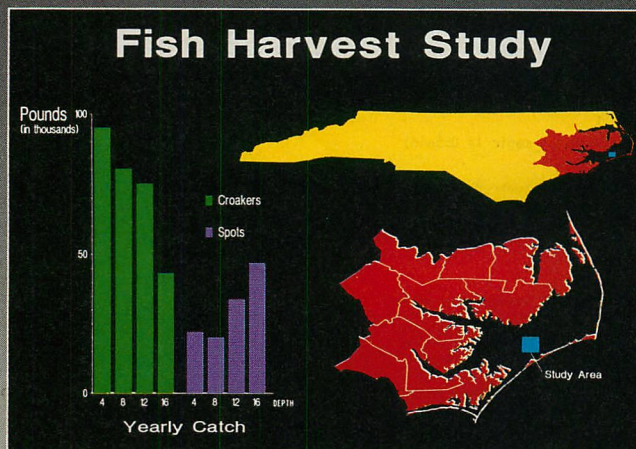 Fish Harvest Study
Pounds
(in thousands)
100
50
0
Croakers
Spots
4 8 12 16 4 8 12 16 DEPTH
Yearly Catch
Study Area